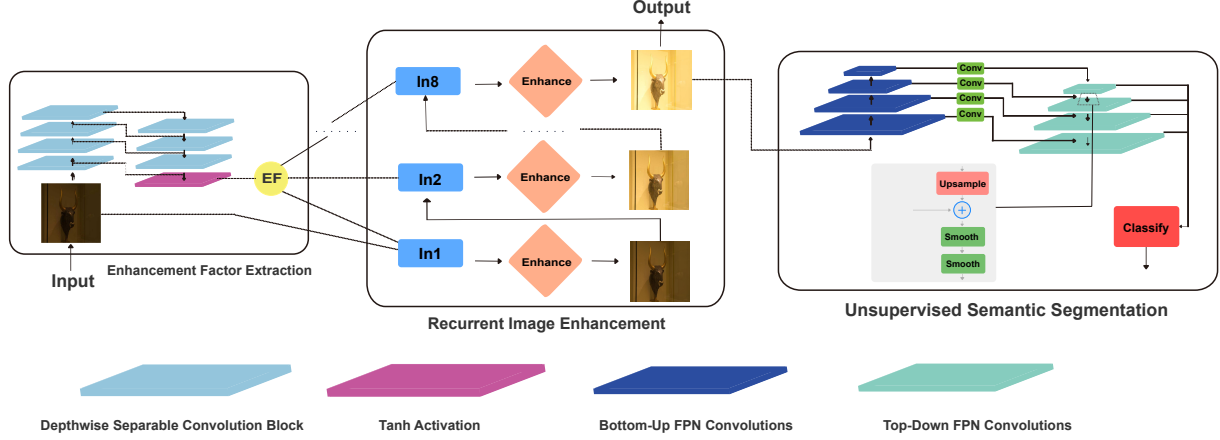 Input
EF
Enhancement Factor Extraction
Output
In8
Enhance
In2
Enhance
In1
Enhance
Recurrent Image Enhancement
Conv
Conv
Conv
Conv
Upsample
+
Smooth
Smooth
Classify
Unsupervised Semantic Segmentation
Depthwise Separable Convolution Block
Tanh Activation
Bottom-Up FPN Convolutions
Top-Down FPN Convolutions